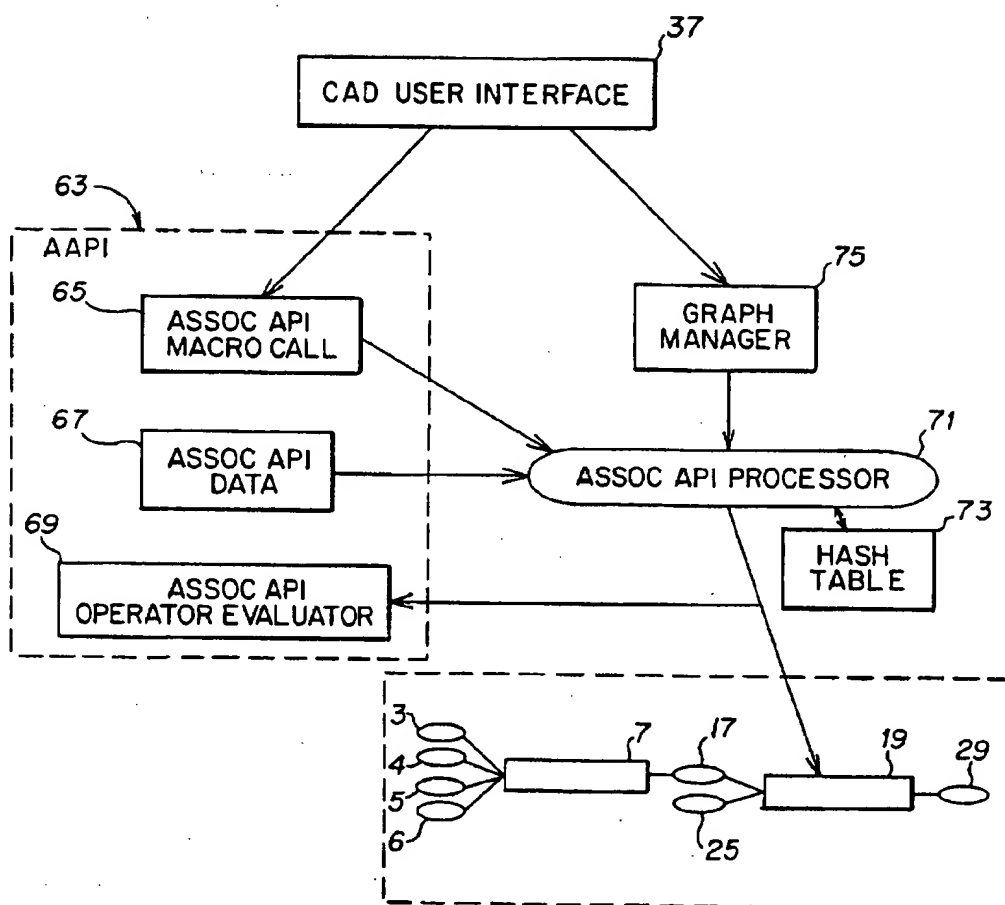 37
CAD USER INTERFACE
63
AAPI
65
ASSOC API
MACRO CALL
75
GRAPH
MANAGER
67
ASSOC API
DATA
71
ASSOC API PROCESSOR
69
ASSOC API
OPERATOR EVALUATOR
73
HASH
TABLE
3
4
5
6
7
17
25
19
29